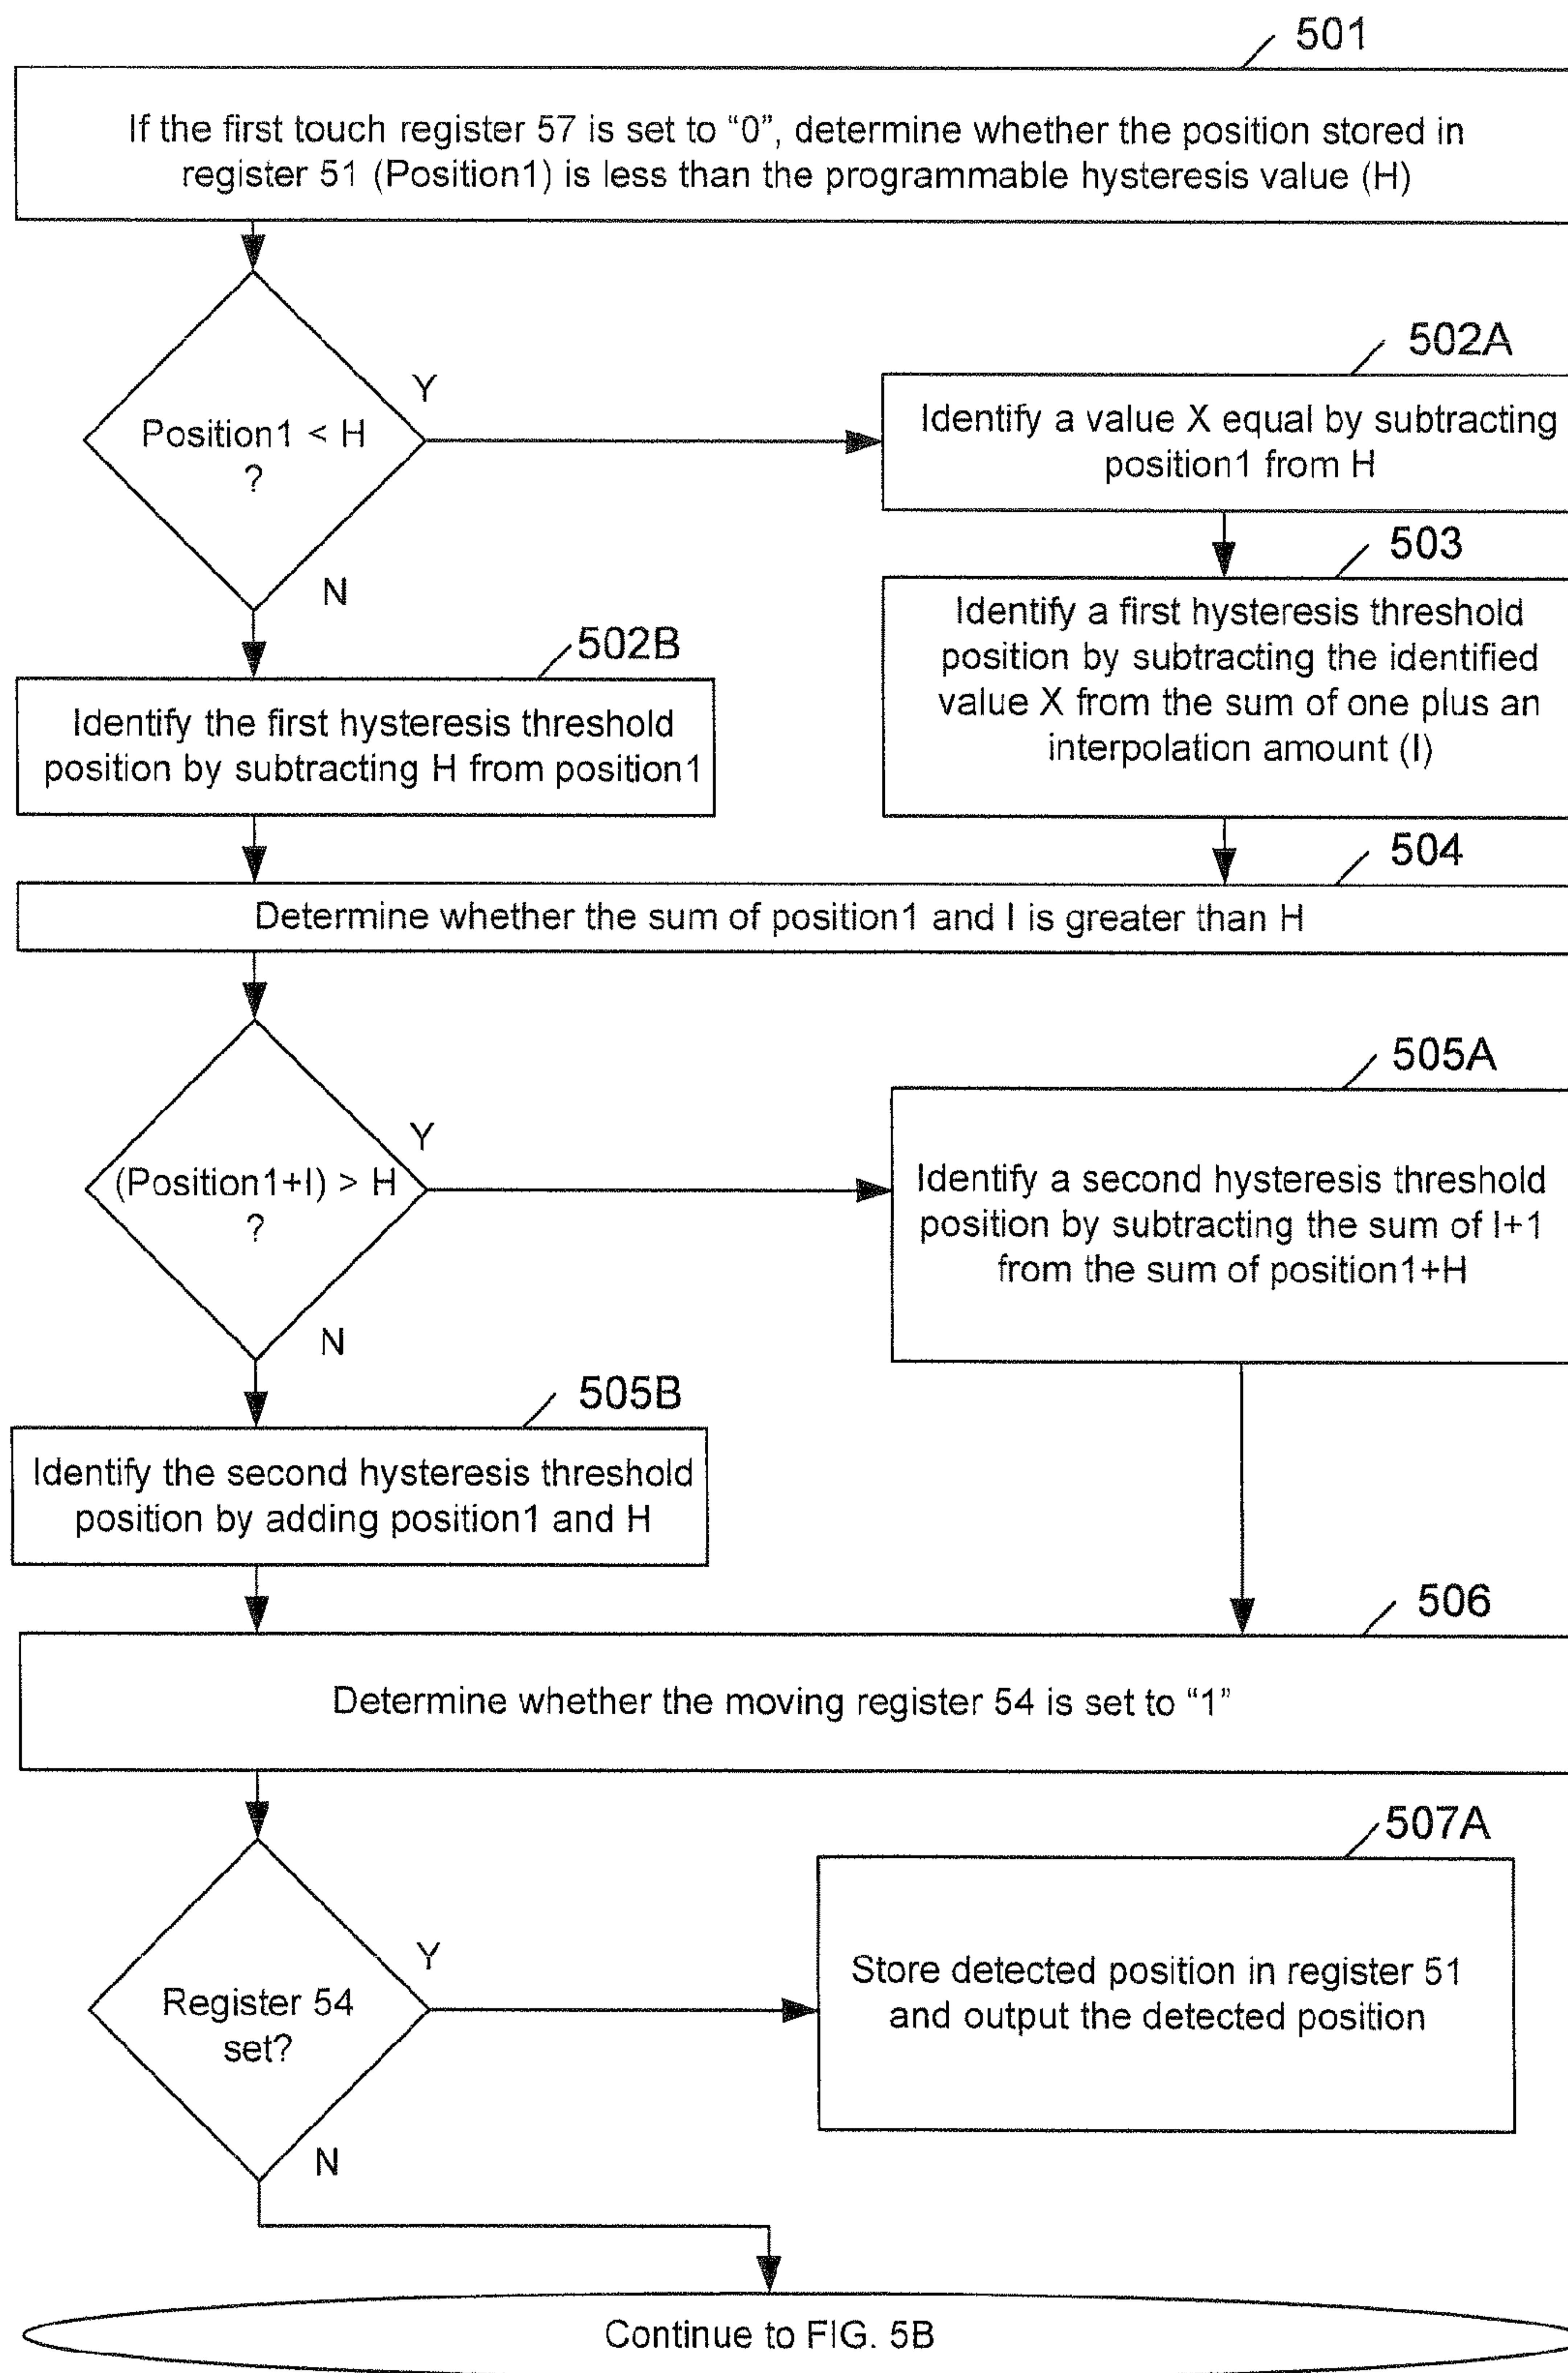 501
If the first touch register 57 is set to “0”, determine whether the position stored in
register 51 (Position1) is less than the programmable hysteresis value (H)
Position1 < H
?
Y
N
502A
Identify a value X equal by subtracting
position1 from H
503
Identify a first hysteresis threshold
position by subtracting the identified
value X from the sum of one plus an
interpolation amount (I)
502B
Identify the first hysteresis threshold
position by subtracting H from position1
504
Determine whether the sum of position1 and I is greater than H
(Position1+I) > H
?
Y
N
505A
Identify a second hysteresis threshold
position by subtracting the sum of I+1
from the sum of position1+H
505B
Identify the second hysteresis threshold
position by adding position1 and H
506
Determine whether the moving register 54 is set to “1”
Register 54
set?
Y
N
507A
Store detected position in register 51
and output the detected position
Continue to FIG. 5B